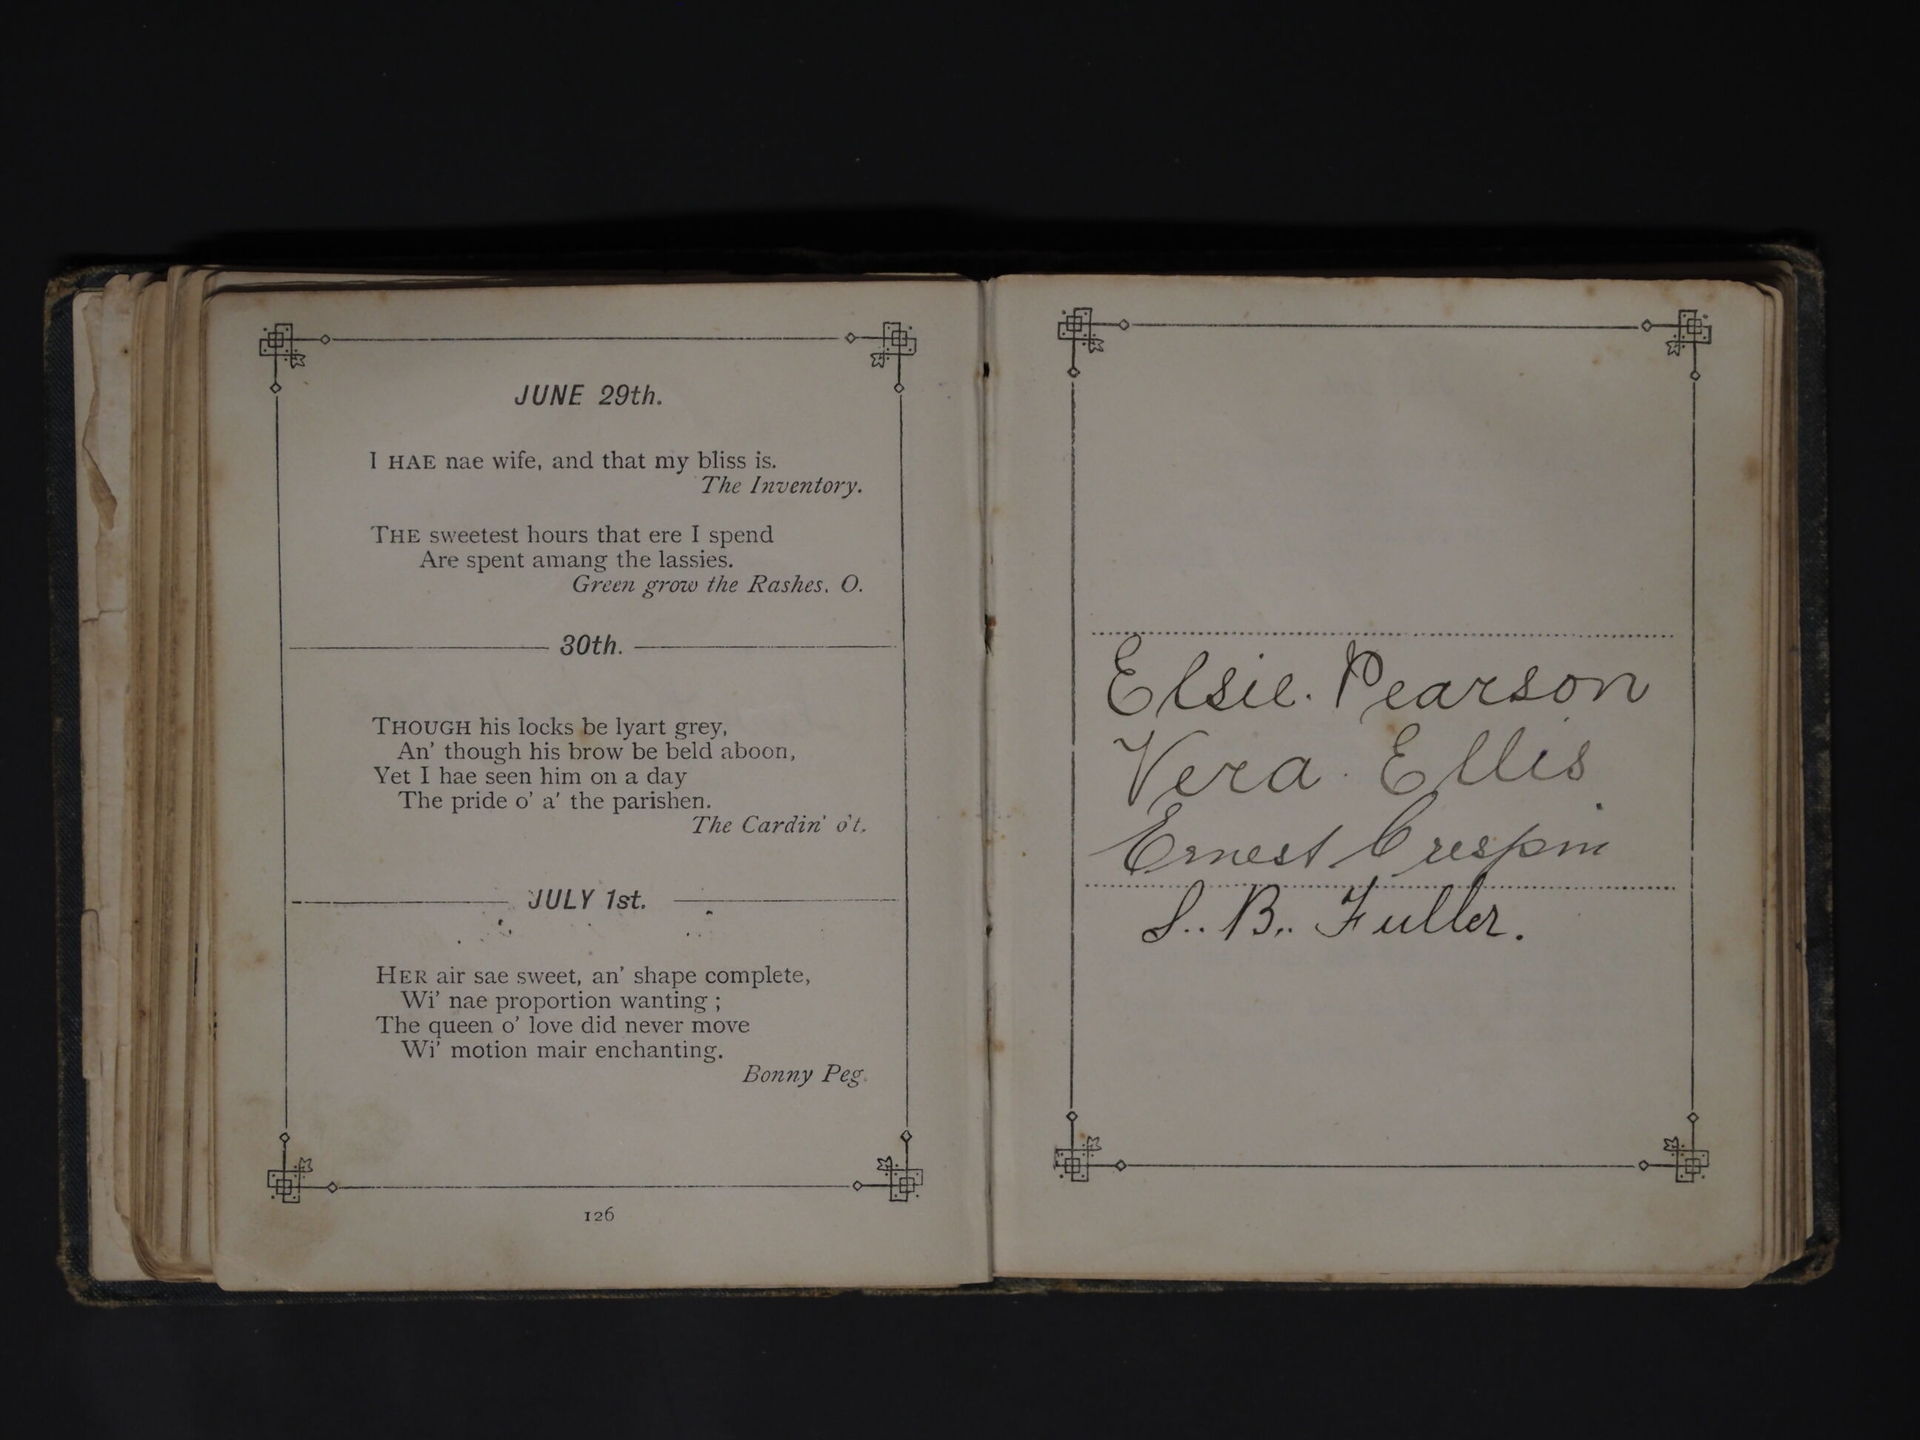 JUNE 29th.
I HAE nae wife, and that my bliss is.
The Inventory.
THE sweetest hours that ere I spend
Are spent amang the lassies.
Green grow the Rashes. O.
30th.
THOUGH his locks be lyart grey,
An' though his brow be beld aboon,
Yet I hae seen him on a day
The pride o' a' the parishen.
The Cardin' o't.
JULY 1st.
HER air sae sweet, an' shape complete,
Wi' nae proportion wanting ;
The queen o' love did never move
Wi' motion mair enchanting.
Bonny Peg.
126
Elsie. Pearson
Vera. Ellis
Ernest Crespin
S.. B.. Fuller.